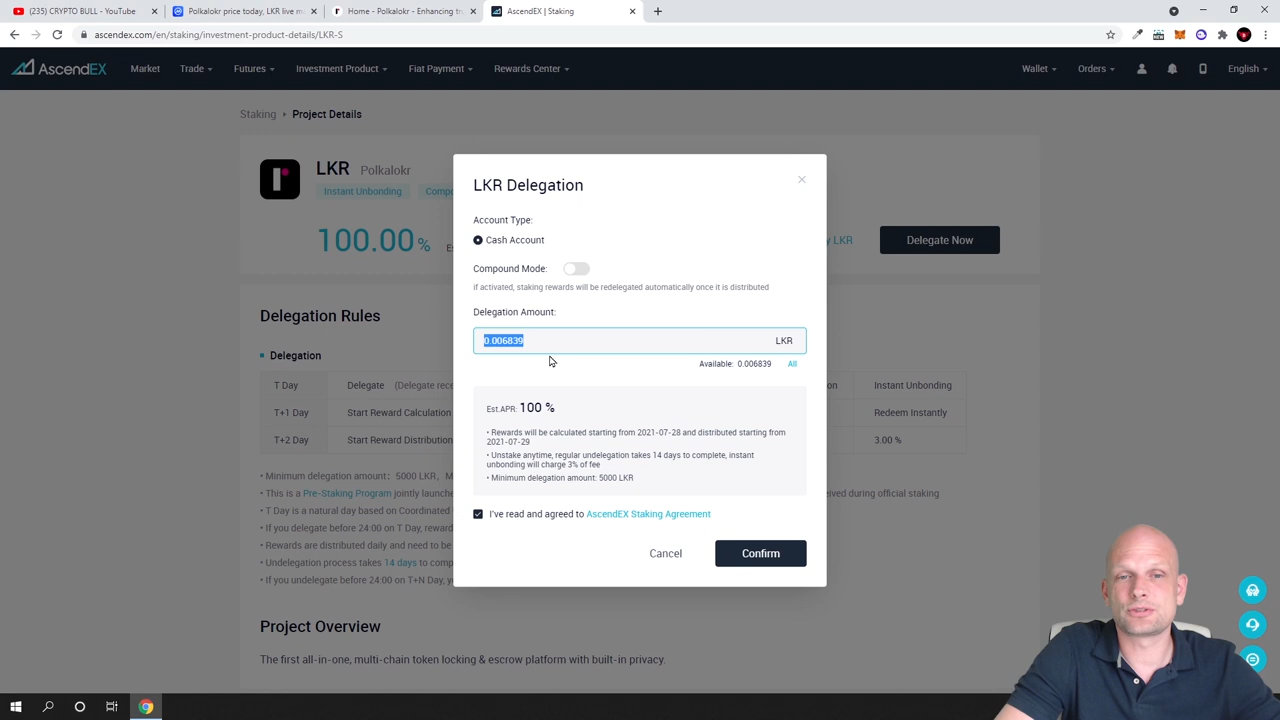 (235) CRYPTO BULL - YouTube
Polkalokr price today, LKR live m
Home - Polkalokr - Enhancing tru
AscendEX | Staking
ascendex.com/en/staking/investment-product-details/LKR-S
AscendEX
Market
Trade
Futures
Investment Product
Fiat Payment
Rewards Center
Wallet
Orders
English
Staking
Project Details
LKR Polkalokr
Instant Unbonding
Compo
100.00 %
Es
y LKR
Delegate Now
LKR Delegation
Account Type:
Cash Account
Compound Mode:
if activated, staking rewards will be redelegated automatically once it is distributed
Delegation Amount:
0.006839
LKR
Available: 0.006839 All
Est.APR: 100 %
• Rewards will be calculated starting from 2021-07-28 and distributed starting from
2021-07-29
• Unstake anytime, regular undelegation takes 14 days to complete, instant
unbonding will charge 3% of fee
• Minimum delegation amount: 5000 LKR
I've read and agreed to AscendEX Staking Agreement
Cancel
Confirm
Delegation Rules
Delegation
T Day
Delegate (Delegation rece
on
Instant Unbonding
T+1 Day
Start Reward Calculation
Redeem Instantly
T+2 Day
Start Reward Distribution
3.00 %
• Minimum delegation amount: 5000 LKR, M
• This is a Pre-Staking Program jointly launche
ceived during official staking
• T Day is a natural day based on Coordinated
• If you delegate before 24:00 on T Day, reward
• Rewards are distributed daily and need to be
• Undelegation process takes 14 days to comp
• If you undelegate before 24:00 on T+N Day,
Project Overview
The first all-in-one, multi-chain token locking & escrow platform with built-in privacy.